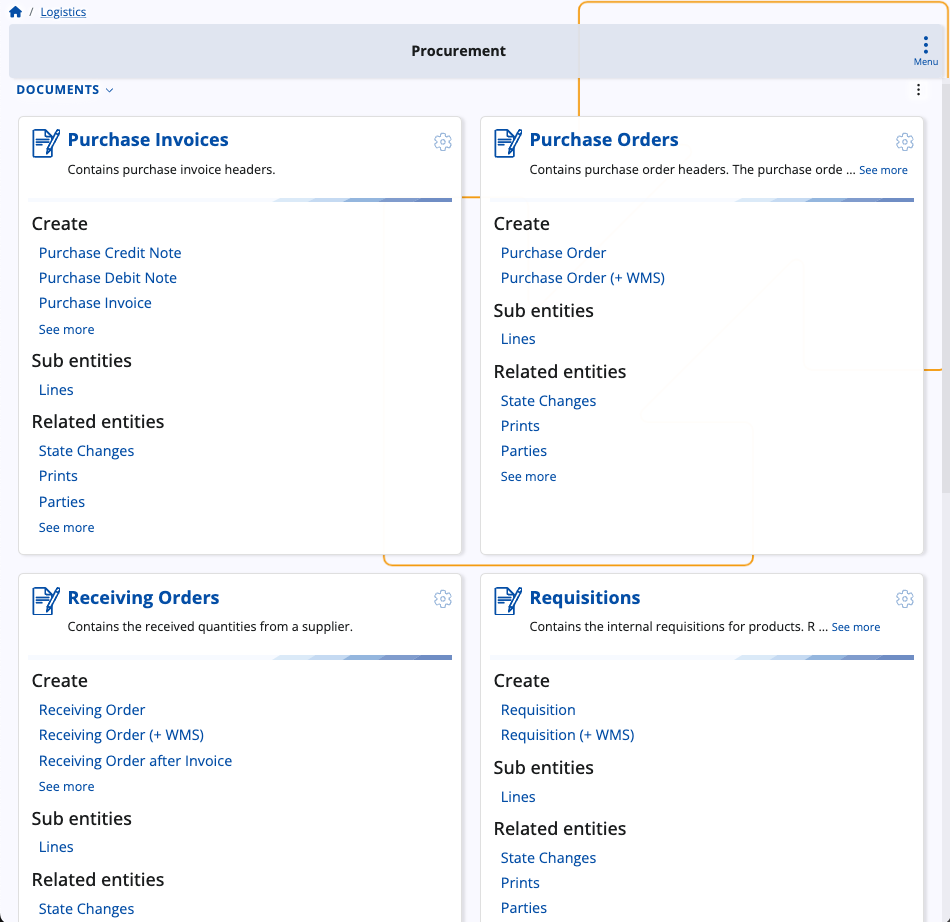 / Logistics
Procurement
Menu
DOCUMENTS
Purchase Invoices
Contains purchase invoice headers.
Create
Purchase Credit Note
Purchase Debit Note
Purchase Invoice
See more
Sub entities
Lines
Related entities
State Changes
Prints
Parties
See more
Purchase Orders
Contains purchase order headers. The purchase orde ... See more
Create
Purchase Order
Purchase Order (+ WMS)
Sub entities
Lines
Related entities
State Changes
Prints
Parties
See more
Receiving Orders
Contains the received quantities from a supplier.
Create
Receiving Order
Receiving Order (+ WMS)
Receiving Order after Invoice
See more
Sub entities
Lines
Related entities
State Changes
Requisitions
Contains the internal requisitions for products. R ... See more
Create
Requisition
Requisition (+ WMS)
Sub entities
Lines
Related entities
State Changes
Prints
Parties